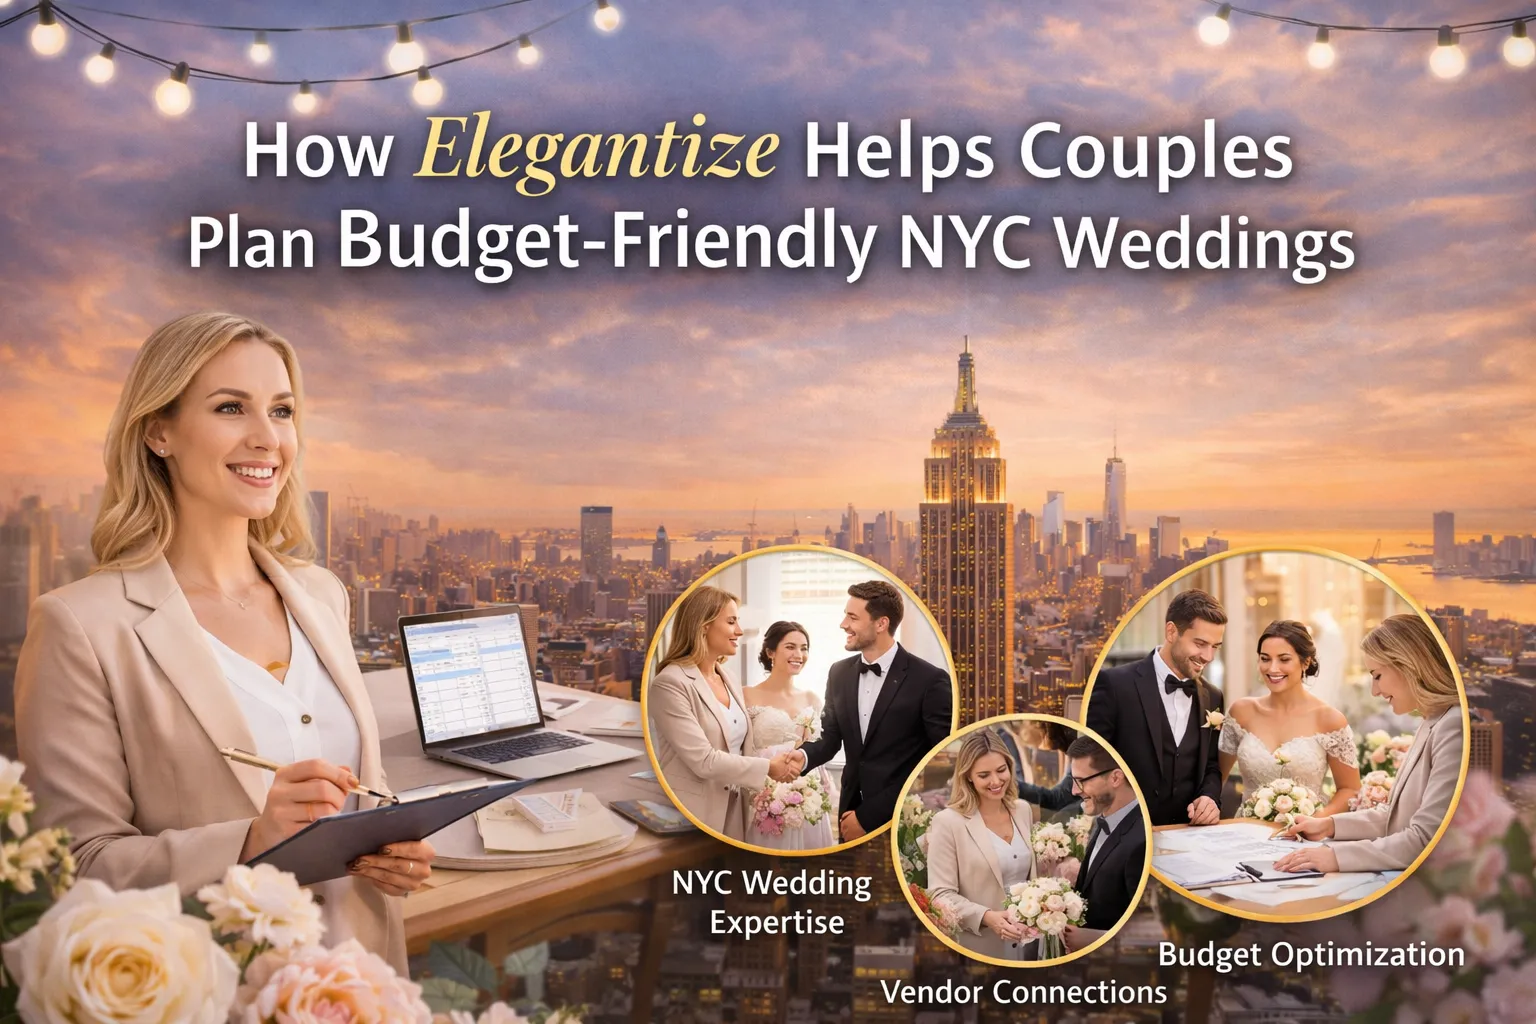 How Elegantize Helps Couples
Plan Budget-Friendly NYC Weddings
NYC Wedding
Expertise
Vendor Connections
Budget Optimization